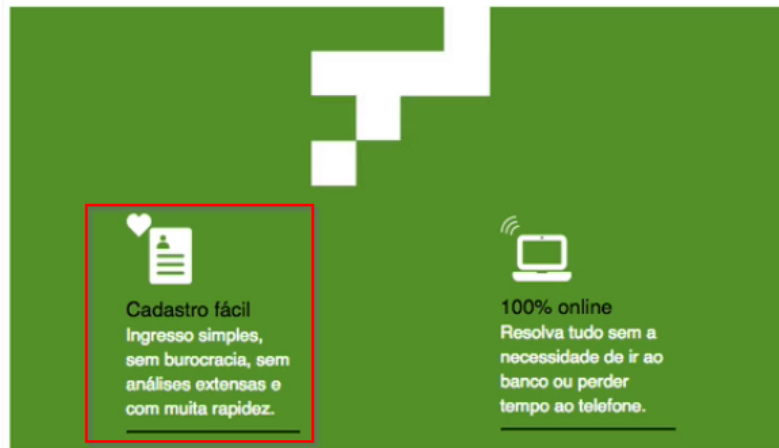 Cadastro fácil
Ingresso simples,
sem burocracia, sem
análises extensas e
com muita rapidez.
100% online
Resolva tudo sem a
necessidade de ir ao
banco ou perder
tempo ao telefone.